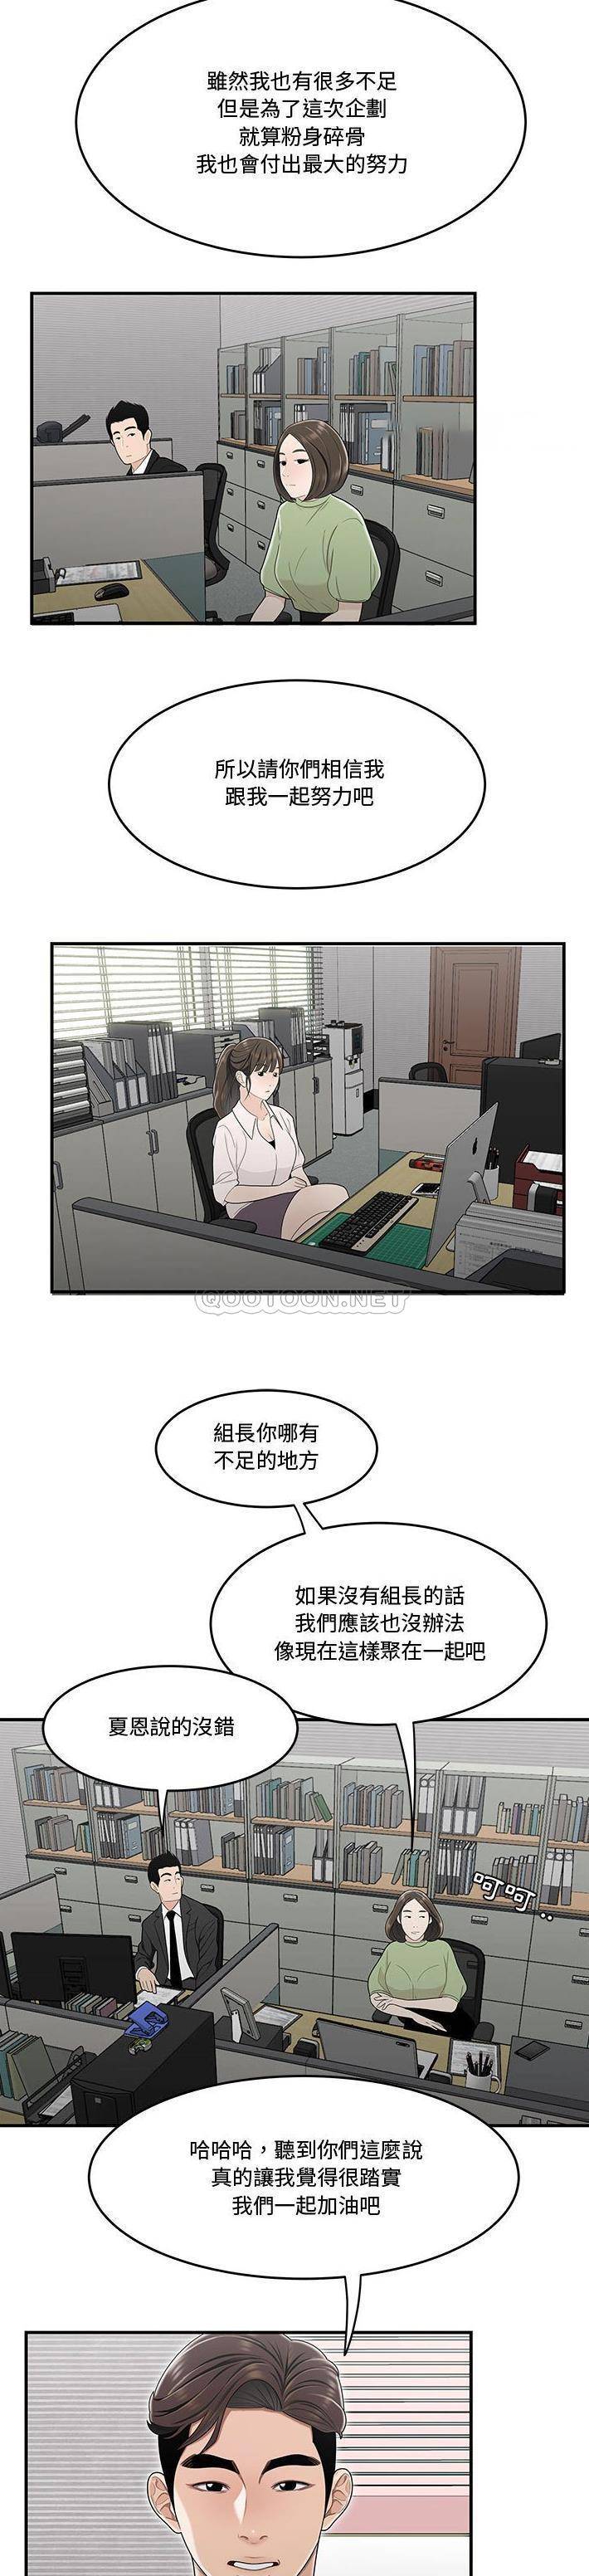 雖然我也有很多不足
但是為了這次企劃
就算粉身碎骨
我也會付出最大的努力
所以請你們相信我
跟我一起努力吧
QOOTOON.NET
組長你哪有
不足的地方
如果沒有組長的話
我們應該也沒辦法
像現在這樣聚在一起吧
夏恩說的沒錯
呵呵..
哈哈哈，聽到你們這麼說
真的讓我覺得很踏實
我們一起加油吧